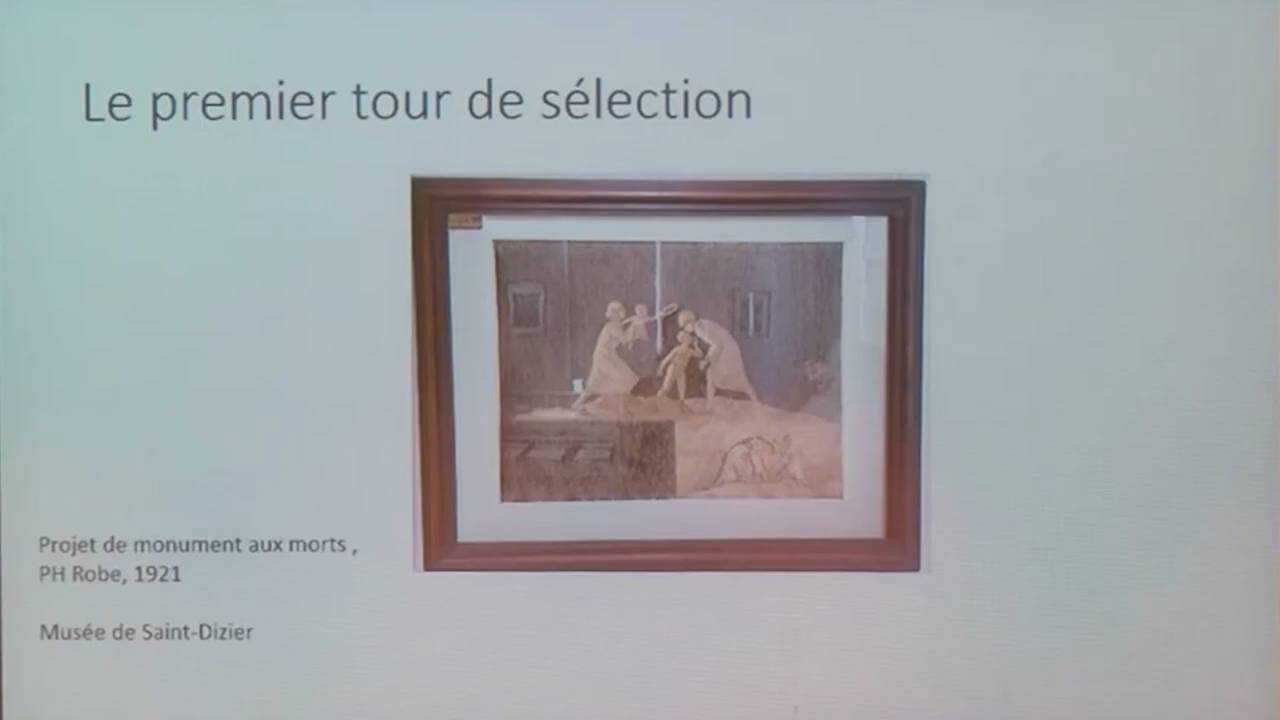 Le premier tour de sélection
Projet de monument aux morts ,
PH Robe, 1921
Musée de Saint-Dizier